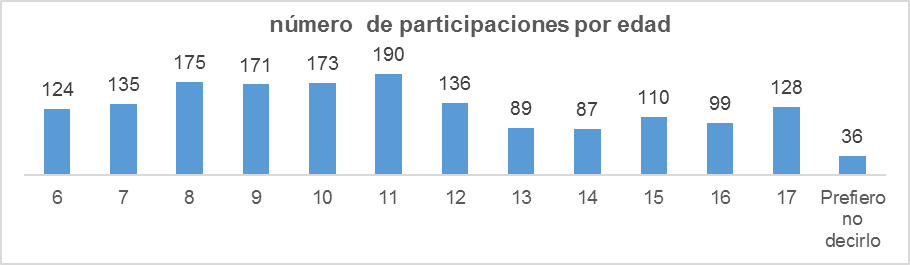 número de participaciones por edad
124 135 175 171 173 190 136 89 87 110 99 128 36
6 7 8 9 10 11 12 13 14 15 16 17 Prefiero
no
decirlo